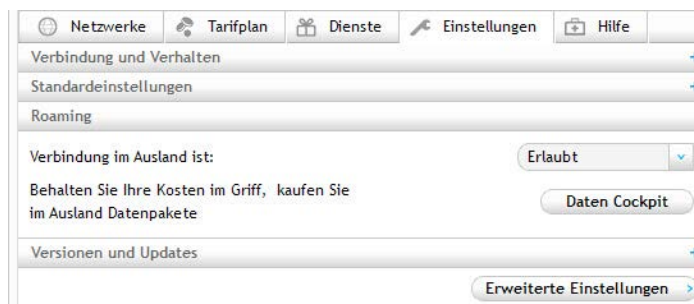 Netzwerke Tarifplan Dienste Einstellungen Hilfe
Verbindung und Verhalten
Standardeinstellungen
Roaming
Verbindung im Ausland ist: Erlaubt
Behalten Sie Ihre Kosten im Griff, kaufen Sie
im Ausland Datenpakete
Daten Cockpit
Versionen und Updates
Erweiterte Einstellungen